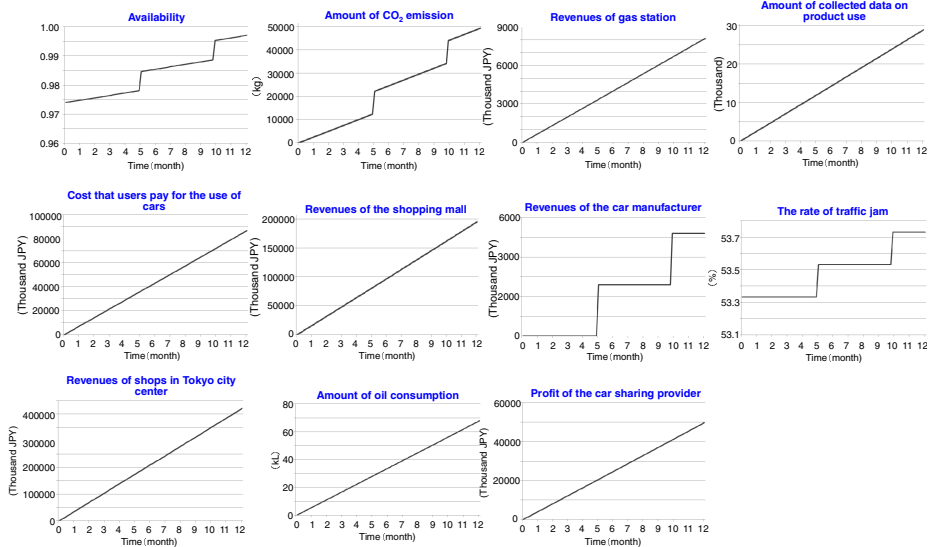 Availability
1.00
0.99
0.98
0.97
0.96
0 1 2 3 4 5 6 7 8 9 10 11 12
Time(month)
Amount of CO2 emission
(kg)
50000
40000
30000
20000
10000
0
0 1 2 3 4 5 6 7 8 9 10 11 12
Time(month)
Revenues of gas station
(Thousand JPY)
9000
6000
3000
0
0 1 2 3 4 5 6 7 8 9 10 11 12
Time(month)
Amount of collected data on
product use
(Thousand)
30
20
10
0
0 1 2 3 4 5 6 7 8 9 10 11 12
Time(month)
Cost that users pay for the use of
cars
(Thousand JPY)
100000
80000
60000
40000
20000
0
0 1 2 3 4 5 6 7 8 9 10 11 12
Time(month)
Revenues of the shopping mall
(Thousand JPY)
200000
150000
100000
50000
0
0 1 2 3 4 5 6 7 8 9 10 11 12
Time(month)
Revenues of the car manufacturer
(Thousand JPY)
6000
3000
2000
0
0 1 2 3 4 5 6 7 8 9 10 11 12
Time(month)
The rate of traffic jam
(%)
53.7
53.5
53.3
53.1
0 1 2 3 4 5 6 7 8 9 10 11 12
Time(month)
Revenues of shops in Tokyo city
center
(Thousand JPY)
400000
300000
200000
100000
0
0 1 2 3 4 5 6 7 8 9 10 11 12
Time(month)
Amount of oil consumption
(kL)
80
60
40
20
0
0 1 2 3 4 5 6 7 8 9 10 11 12
Time(month)
Profit of the car sharing provider
(Thousand JPY)
60000
40000
20000
0
0 1 2 3 4 5 6 7 8 9 10 11 12
Time(month)